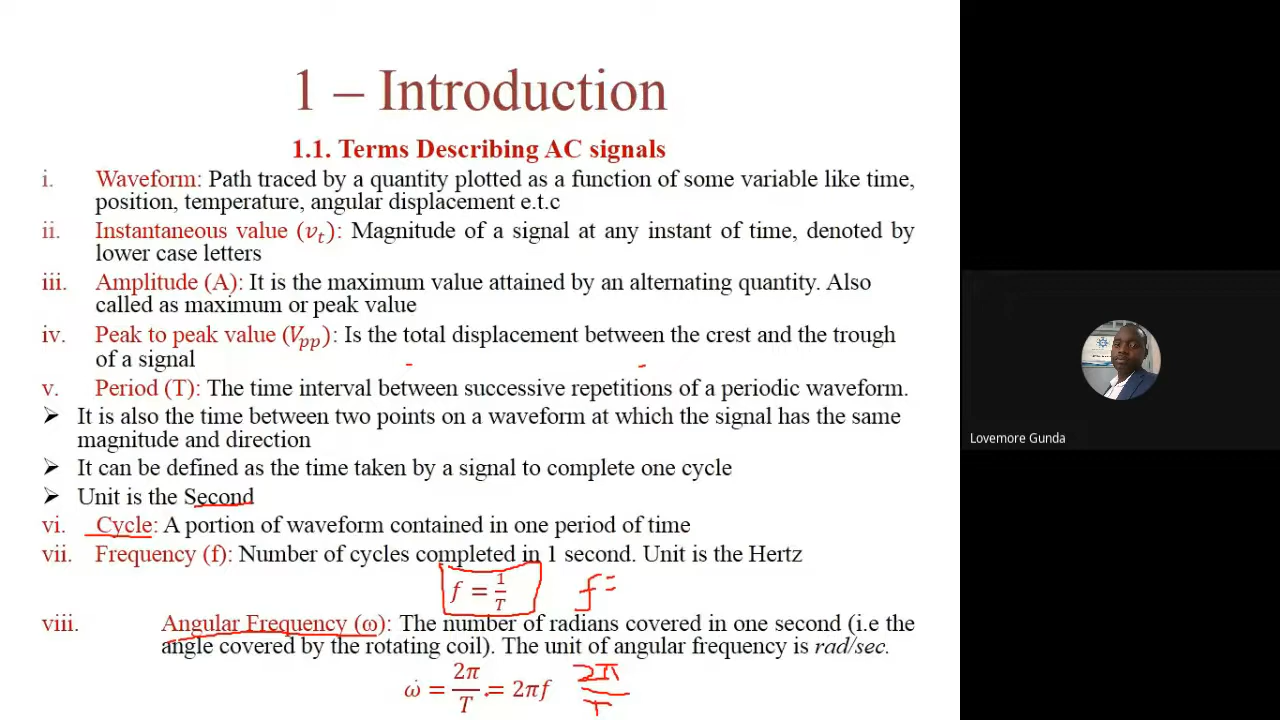 1 – Introduction
1.1. Terms Describing AC signals
i. Waveform: Path traced by a quantity plotted as a function of some variable like time,
position, temperature, angular displacement e.t.c
ii. Instantaneous value (vₜ): Magnitude of a signal at any instant of time, denoted by
lower case letters
iii. Amplitude (A): It is the maximum value attained by an alternating quantity. Also
called as maximum or peak value
iv. Peak to peak value (Vₚₚ): Is the total displacement between the crest and the trough
of a signal
v. Period (T): The time interval between successive repetitions of a periodic waveform.
➢ It is also the time between two points on a waveform at which the signal has the same
magnitude and direction
➢ It can be defined as the time taken by a signal to complete one cycle
➢ Unit is the Second
vi. Cycle: A portion of waveform contained in one period of time
vii. Frequency (f): Number of cycles completed in 1 second. Unit is the Hertz
f = 1/T f=
viii. Angular Frequency (ω): The number of radians covered in one second (i.e the
angle covered by the rotating coil). The unit of angular frequency is rad/sec.
ω = 2π/T = 2πf 2π/T
Lovemore Gunda